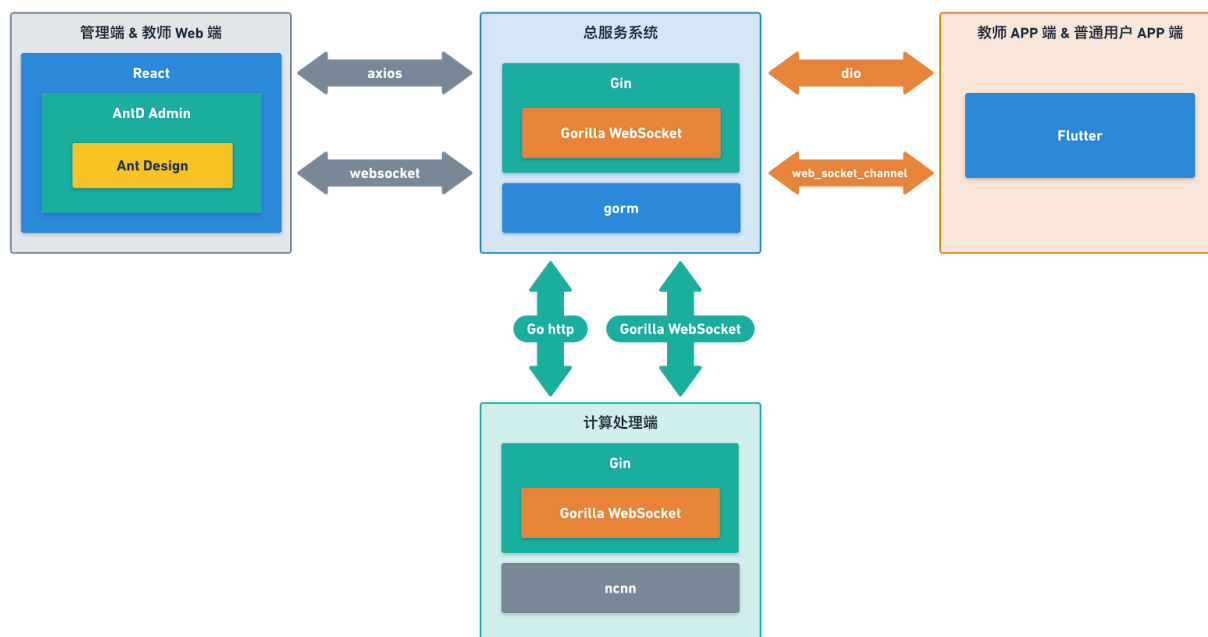 管理端 & 教师 Web 端
React
AntD Admin
Ant Design
axios
websocket
总服务系统
Gin
Gorilla WebSocket
gorm
dio
web_socket_channel
教师 APP 端 & 普通用户 APP 端
Flutter
Go http
Gorilla WebSocket
计算处理端
Gin
Gorilla WebSocket
ncnn